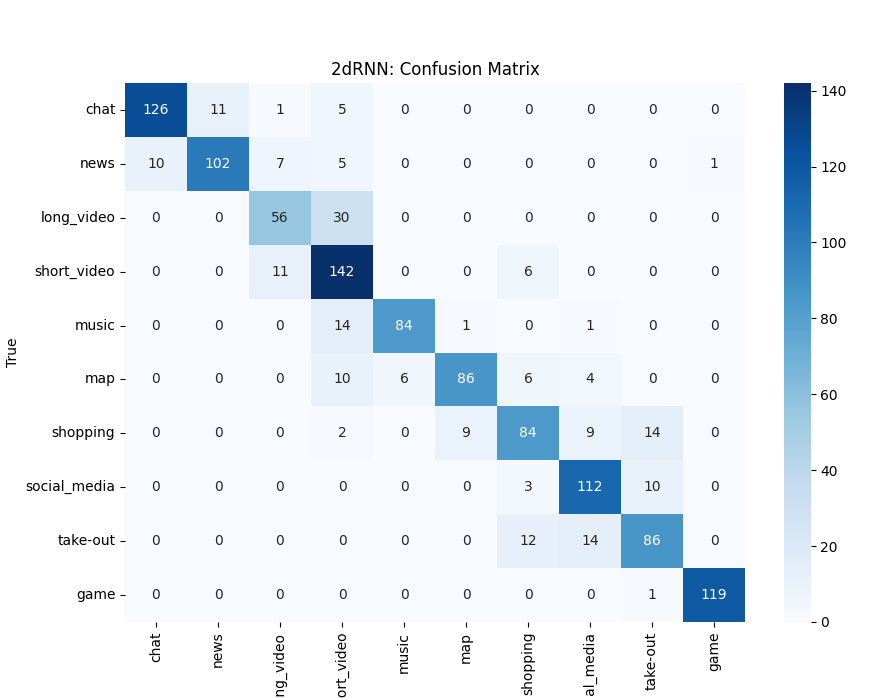 2dRNN: Confusion Matrix
True
chat 126 11 1 5 0 0 0 0 0 0
news 10 102 7 5 0 0 0 0 0 1
long_video 0 0 56 30 0 0 0 0 0 0
short_video 0 0 11 142 0 0 6 0 0 0
music 0 0 0 14 84 1 0 1 0 0
map 0 0 0 10 6 86 6 4 0 0
shopping 0 0 0 2 0 9 84 9 14 0
social_media 0 0 0 0 0 0 3 112 10 0
take-out 0 0 0 0 0 0 12 14 86 0
game 0 0 0 0 0 0 0 0 1 119
chat
news
ng_video
ort_video
music
map
shopping
al_media
take-out
game
140
120
100
80
60
40
20
0